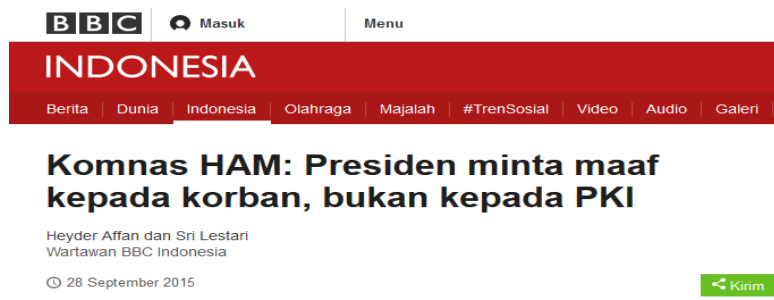 BBC Masuk Menu
INDONESIA
Berita Dunia Indonesia Olahraga Majalah #TrenSosial Video Audio Galeri
Komnas HAM: Presiden minta maaf
kepada korban, bukan kepada PKI
Heyder Affan dan Sri Lestari
Wartawan BBC Indonesia
28 September 2015 Kirim